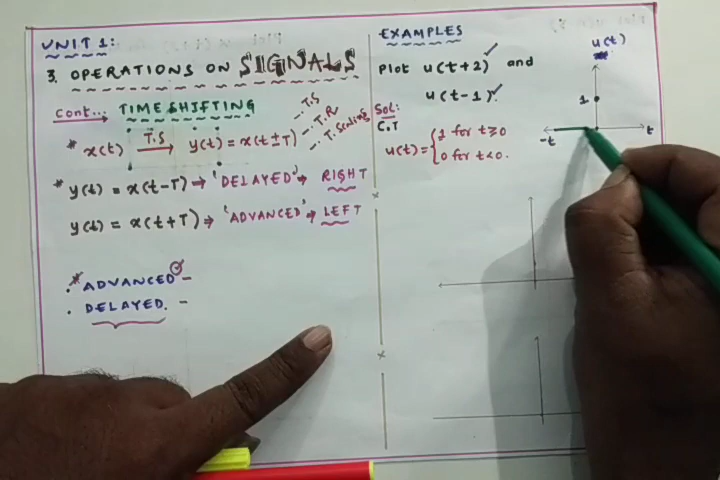 UNIT 1:
3. OPERATIONS ON SIGNALS
Cont... TIME SHIFTING
* x(t) T.S → y(t) = x(t±T)
T.S
T.R
T. Scaling
* y(t) = x(t-T) ⇒ 'DELAYED' ⇒ RIGHT
y(t) = x(t+T) ⇒ 'ADVANCED' ⇒ LEFT
* ADVANCED –
. DELAYED. –
EXAMPLES
Plot u(t+2) ✓ and
u(t-1) ✓
Sol:
C.T
u(t) = { 1 for t≥0
0 for t<0.
u(t)
1
-t t